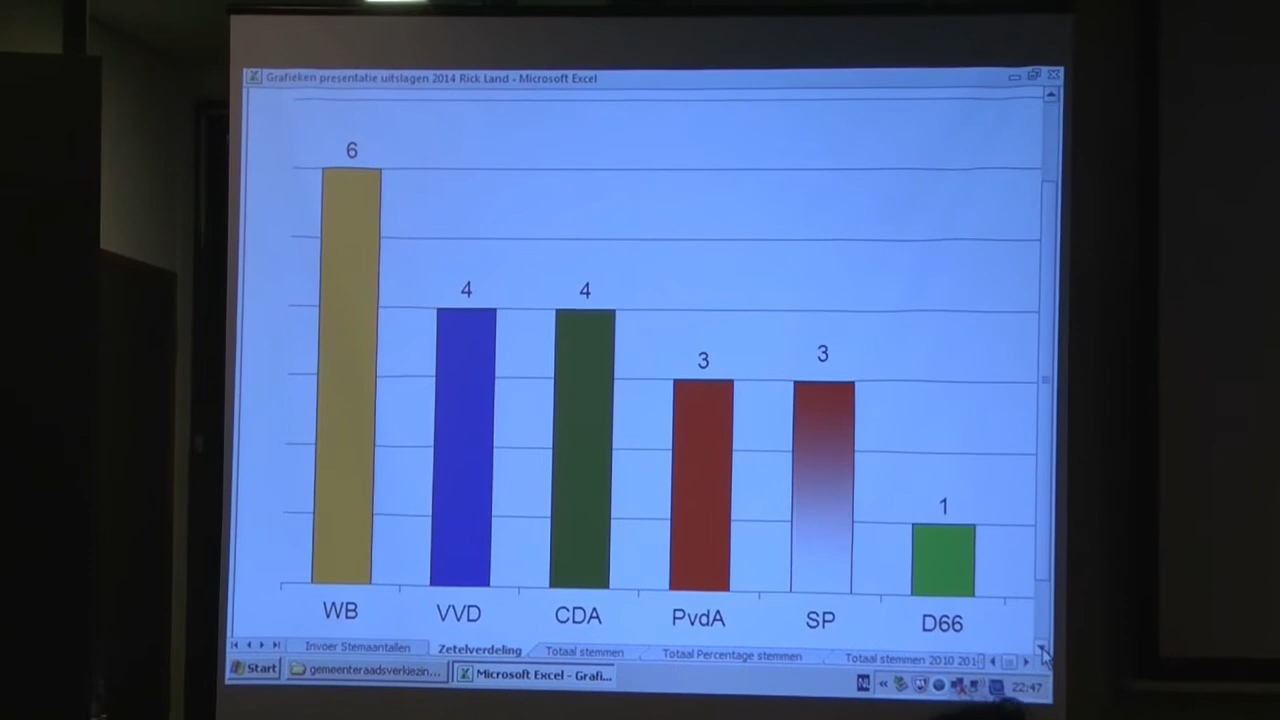 Grafieken presentatie uitslagen 2014 Rick Land - Microsoft Excel
6
4
4
3
3
1
WB
VVD
CDA
PvdA
SP
D66
Invoer Stemaantallen
Zetelverdeling
Totaal stemmen
Totaal Percentage stemmen
Totaal stemmen 2010 201
Start
gemeenteraadsverkiezin...
Microsoft Excel - Grafi...
NL
«
22:47